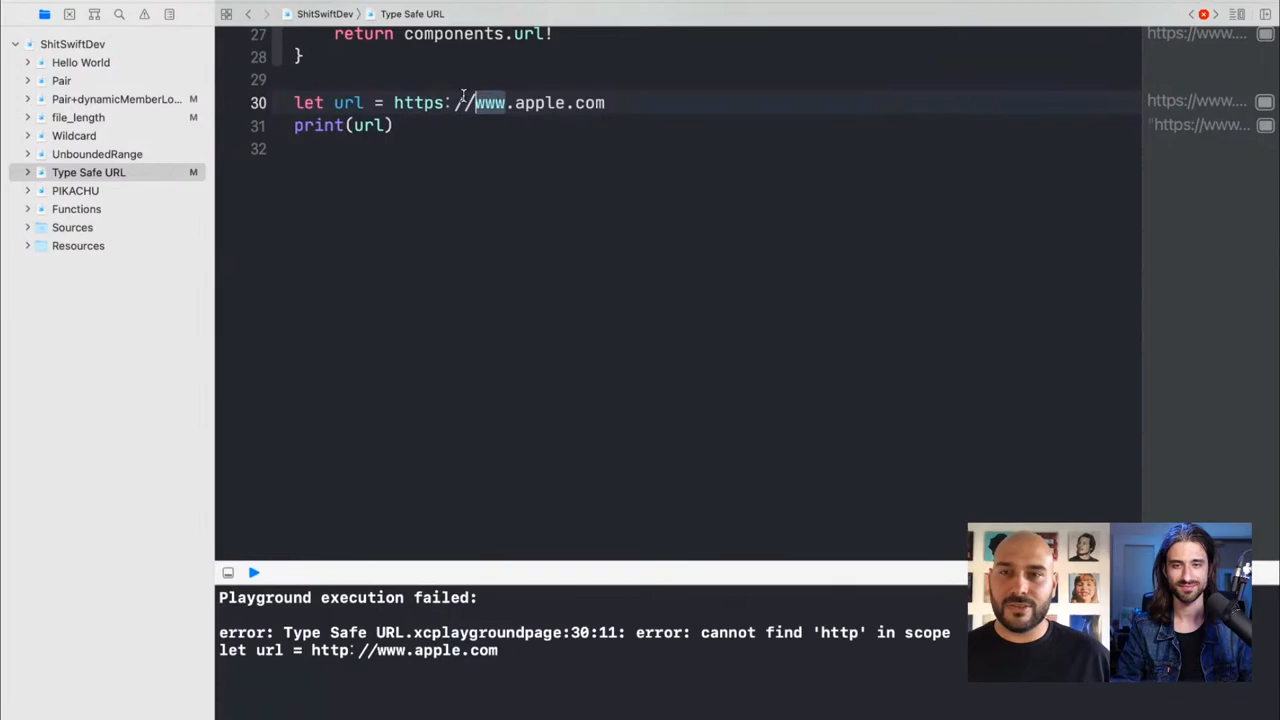 ShitSwiftDev
Type Safe URL
ShitSwiftDev
Hello World
Pair
Pair+dynamicMemberLo... M
file_length M
Wildcard
UnboundedRange
Type Safe URL M
PIKACHU
Functions
Sources
Resources
27 return components.url!
28 }
29
30 let url = https://www.apple.com
31 print(url)
32
https://www....
https://www....
"https://www....
Playground execution failed:
error: Type Safe URL.xcplaygroundpage:30:11: error: cannot find 'http' in scope
let url = http://www.apple.com